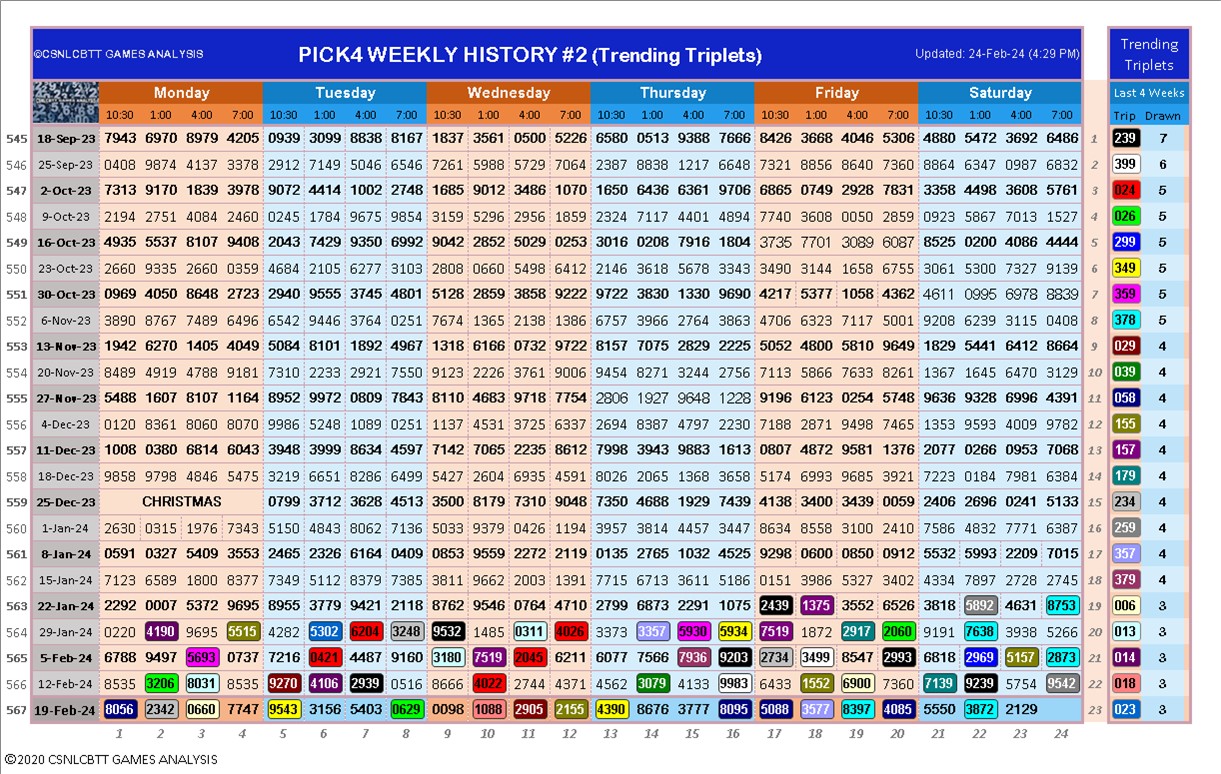 ©CSNLCBTT GAMES ANALYSIS PICK4 WEEKLY HISTORY #2 (Trending Triplets) Updated: 24-Feb-24 (4:29 PM) Trending Triplets
Monday Tuesday Wednesday Thursday Friday Saturday Last 4 Weeks
10:30 1:00 4:00 7:00 10:30 1:00 4:00 7:00 10:30 1:00 4:00 7:00 10:30 1:00 4:00 7:00 10:30 1:00 4:00 7:00 10:30 1:00 4:00 7:00 Trip Drawn
545 18-Sep-23 7943 6970 8979 4205 0939 3099 8838 8167 1837 3561 0500 5226 6580 0513 9388 7666 8426 3668 4046 5306 4880 5472 3692 6486 1 239 7
546 25-Sep-23 0408 9874 4137 3378 2912 7149 5046 6546 7261 5988 5729 7064 2387 8838 1217 6648 7321 8856 5640 7360 8864 6347 0987 6832 2 399 6
547 2-Oct-23 7313 9170 1839 3978 9072 4414 1002 2748 1685 9012 3486 1070 1650 6436 6361 9706 6865 0749 2928 7831 3358 4498 3608 5761 3 024 5
548 9-Oct-23 2194 2751 4084 2460 0245 1784 9675 9854 3159 5296 2956 1859 2324 7117 4401 4894 7740 3608 0050 2859 0923 5867 7013 1527 4 026 5
549 16-Oct-23 4935 5537 8107 9408 2043 7429 9350 6992 9042 2852 5029 0253 3016 0208 7916 1804 3735 7701 3089 6087 8525 0200 4086 4444 5 299 5
550 23-Oct-23 2660 9335 2660 0359 4684 2105 6277 3103 2808 0660 5498 6412 2146 3618 5678 3343 3490 3144 1658 6755 3061 5300 7327 9139 6 349 5
551 30-Oct-23 0969 4050 8648 2723 2940 9555 3745 4801 8128 2859 3858 9222 9722 3830 1330 9690 4217 5377 1058 4362 4611 0995 6978 8839 7 359 5
552 6-Nov-23 3890 8767 7489 6496 6542 9446 3764 0251 7674 1365 2138 1386 6757 3966 2764 3863 4706 6323 7117 5001 9208 6239 3115 0408 8 378 5
553 13-Nov-23 1942 6270 1405 4049 5084 8101 1892 4967 1318 6166 0732 9722 8157 7075 2829 2225 5052 4800 5810 9649 1829 5441 6412 8664 9 029 4
554 20-Nov-23 8489 4919 4788 9181 7310 2233 2921 7550 9123 2226 3761 9006 9454 8271 3244 2756 7113 5866 7633 8261 1367 1645 6470 3129 10 039 4
555 27-Nov-23 5488 1607 8107 1164 8952 9972 0809 7843 8110 4683 9718 7754 2806 1927 9648 1228 9196 6123 0254 5748 9636 9328 6996 4391 11 058 4
556 4-Dec-23 0120 8361 8060 8070 9986 5248 1089 0251 1137 4531 3725 6337 2694 8387 4797 2230 7188 2871 9498 7465 1353 9593 4009 9782 12 155 4
557 11-Dec-23 1008 0380 6814 6045 3948 3999 8634 4597 7142 7065 2235 8612 7998 3943 9883 1613 0807 4872 9581 1376 2077 0266 0953 7068 13 157 4
558 18-Dec-23 9858 9798 4846 5475 3219 6651 8286 6499 5427 2604 6935 4591 8026 2065 1368 3658 5174 6993 9685 3921 7223 0184 7981 6384 14 179 4
559 25-Dec-23 CHRISTMAS 0799 3712 3628 4513 3500 8179 7310 9048 7350 4688 1929 7439 4138 3400 3439 0059 2406 2696 0241 5133 15 234 4
560 1-Jan-24 2630 0315 1976 7343 5150 4843 8062 7136 5033 9379 0426 1194 3957 3814 4457 3447 8634 8558 3100 2410 7586 4832 7771 6387 16 259 4
561 8-Jan-24 0591 0327 5409 3553 2465 2326 6164 0409 0853 9559 2272 2119 0135 2765 1032 4525 9298 0600 0850 0912 5532 5993 2209 7015 17 357 4
562 15-Jan-24 7123 6589 1800 8377 7349 5112 8379 7385 3811 9662 2003 1391 7715 6713 3611 5186 0151 3986 5327 3402 4334 7897 2728 2745 18 379 4
563 22-Jan-24 2292 0007 5372 9695 8955 3779 9421 2118 8762 9546 0764 4710 2799 6873 2291 1075 2439 1375 3552 6526 3818 5892 4631 8753 19 006 3
564 29-Jan-24 0220 4190 9695 5515 4282 5302 6204 3248 9532 1485 0311 4026 3373 3357 5930 5934 7519 1872 2917 2060 9191 7638 3938 5266 20 013 3
565 5-Feb-24 6788 9497 5693 0737 7216 0421 4487 9160 3180 7519 2045 6211 6077 7566 7936 9203 2734 3499 8547 2993 6818 2969 5157 2873 21 014 3
566 12-Feb-24 8535 3206 8031 8535 9270 4106 2939 0516 8666 4022 2744 4371 4562 3079 4133 9983 6433 1552 6900 7360 7139 9239 5754 9542 22 018 3
567 19-Feb-24 8056 2342 0660 7747 9543 3156 5403 0629 0098 1088 2905 2155 4390 8676 3777 8095 5088 3577 8397 4085 5550 3872 2129 23 023 3
1 2 3 4 5 6 7 8 9 10 11 12 13 14 15 16 17 18 19 20 21 22 23 24
©2020 CSNLCBTT GAMES ANALYSIS